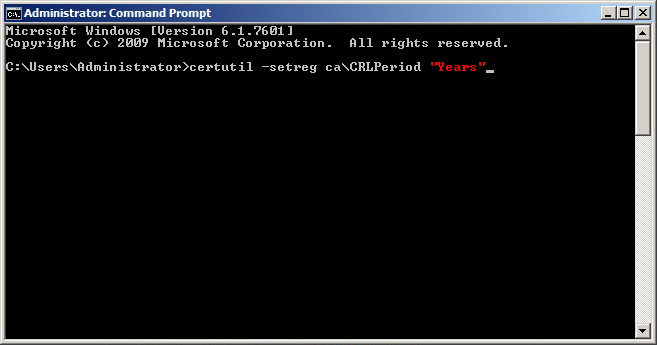 Administrator: Command Prompt
Microsoft Windows [Version 6.1.7601]
Copyright (c) 2009 Microsoft Corporation.  All rights reserved.
C:\Users\Administrator>certutil -setreg ca\CRLPeriod "Years"_